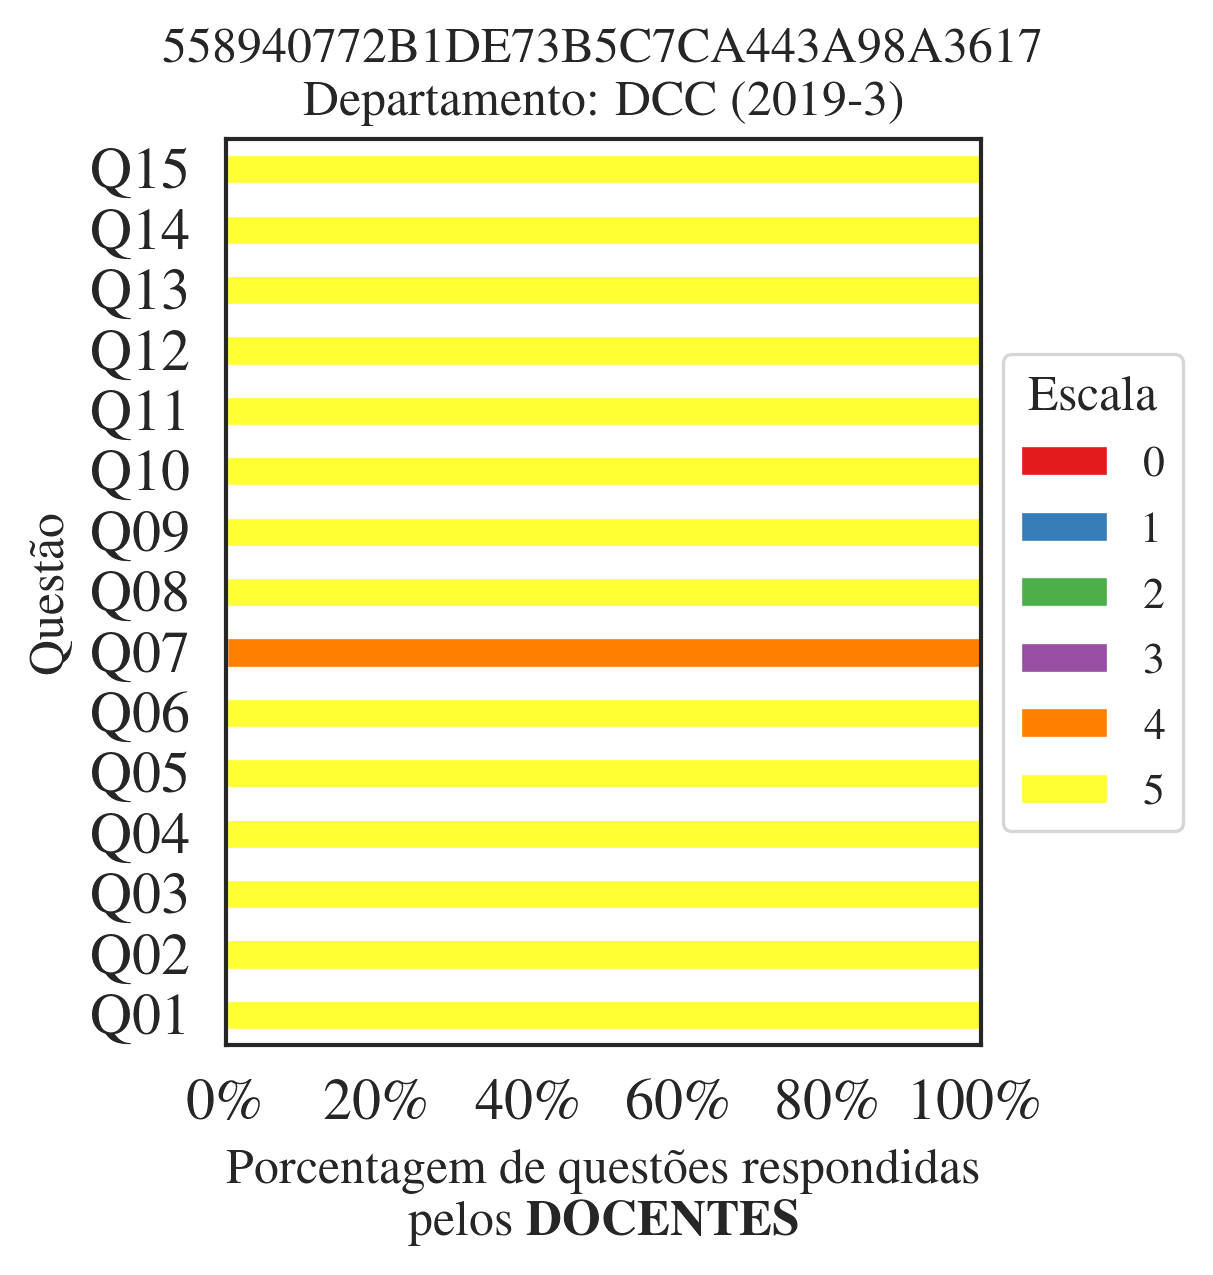 558940772B1DE73B5C7CA443A98A3617
Departamento: DCC (2019-3)
Q15
Q14
Q13
Q12
Q11
Q10
Q09
Q08
Q07
Q06
Q05
Q04
Q03
Q02
Q01
Questão
0% 20% 40% 60% 80% 100%
Porcentagem de questões respondidas
pelos DOCENTES
Escala
0
1
2
3
4
5